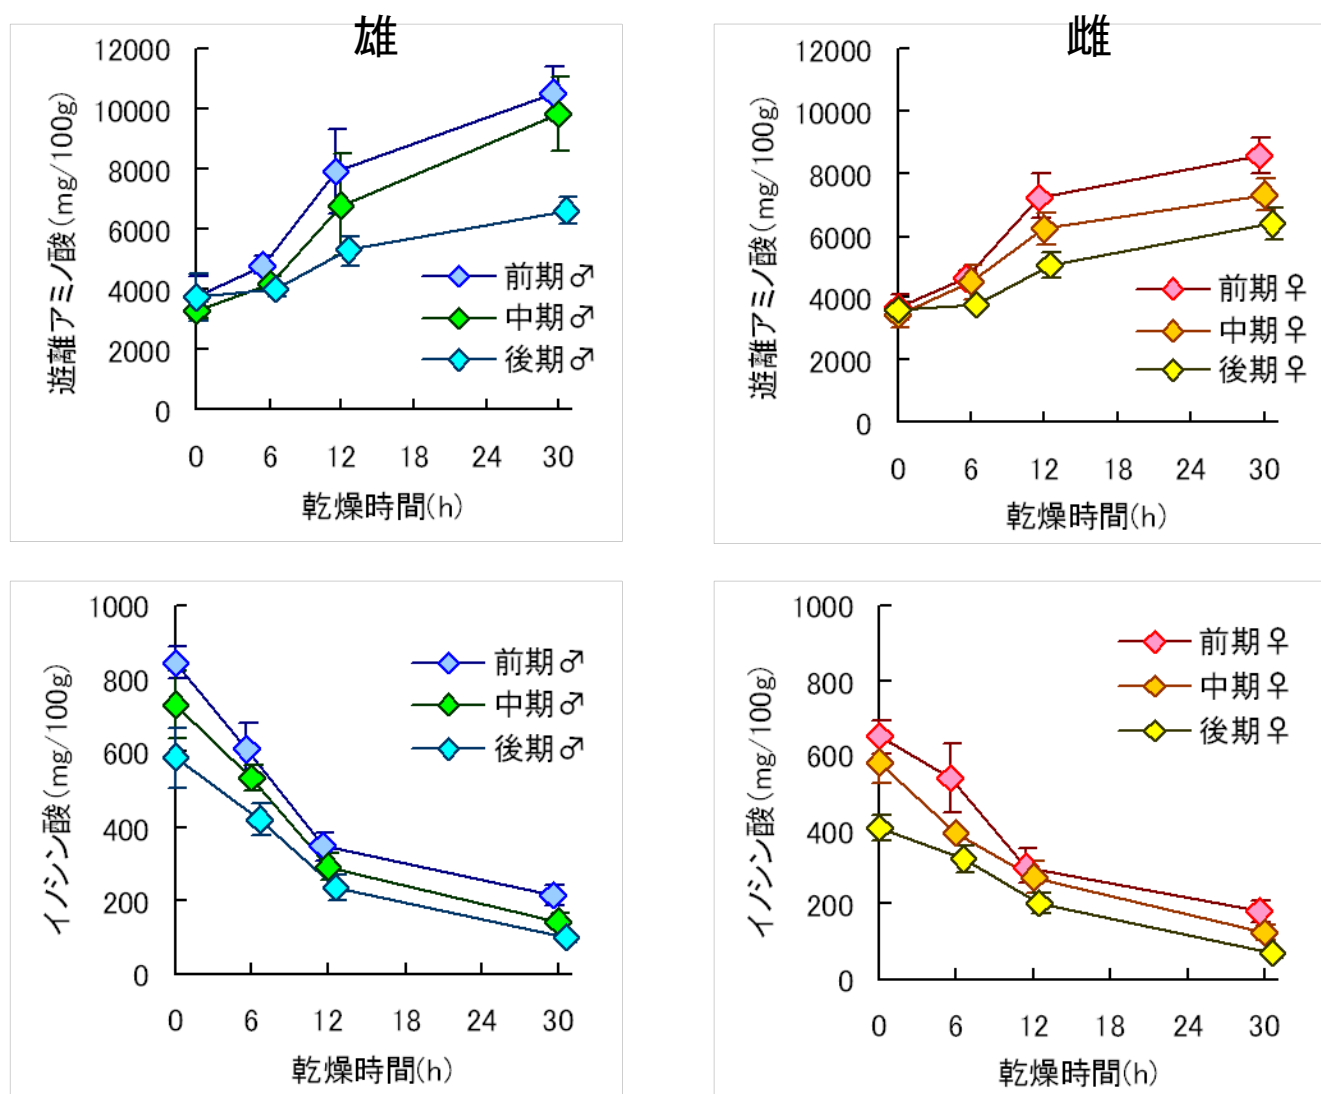 雄
雌
遊離アミノ酸(mg/100g)
12000
10000
8000
6000
4000
2000
0
0 6 12 18 24 30
乾燥時間(h)
前期♂
中期♂
後期♂
遊離アミノ酸(mg/100g)
12000
10000
8000
6000
4000
2000
0
0 6 12 18 24 30
乾燥時間(h)
前期♀
中期♀
後期♀
イノシン酸(mg/100g)
1000
800
600
400
200
0
0 6 12 18 24 30
乾燥時間(h)
前期♂
中期♂
後期♂
イノシン酸(mg/100g)
1000
800
600
400
200
0
0 6 12 18 24 30
乾燥時間(h)
前期♀
中期♀
後期♀